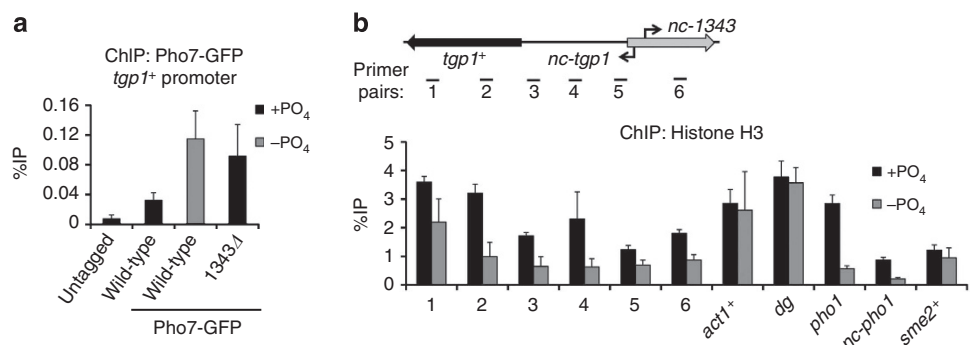 a
ChIP: Pho7-GFP
tgp1⁺ promoter
0.16
0.12
0.08
0.04
0
%IP
+PO₄
–PO₄
Untagged
Wild-type
Wild-type
1343Δ
Pho7-GFP
b
nc-1343
tgp1⁺
nc-tgp1
Primer
pairs:
1 2 3 4 5 6
ChIP: Histone H3
5
4
3
2
1
0
%IP
+PO₄
–PO₄
1 2 3 4 5 6 act1⁺ dg pho1 nc-pho1 sme2⁺